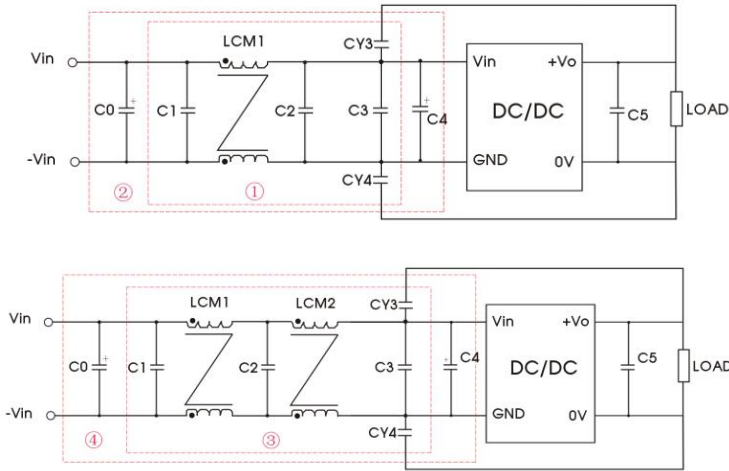 CY3
LCM1
Vin
Vin
+Vo
C0
+
C1
C2
C3
+
C4
DC/DC
C5
LOAD
-Vin
GND
0V
CY4
②
①
LCM1
LCM2
CY3
Vin
Vin
+Vo
C0
+
C1
C2
C3
+
C4
DC/DC
C5
LOAD
-Vin
GND
0V
CY4
④
③